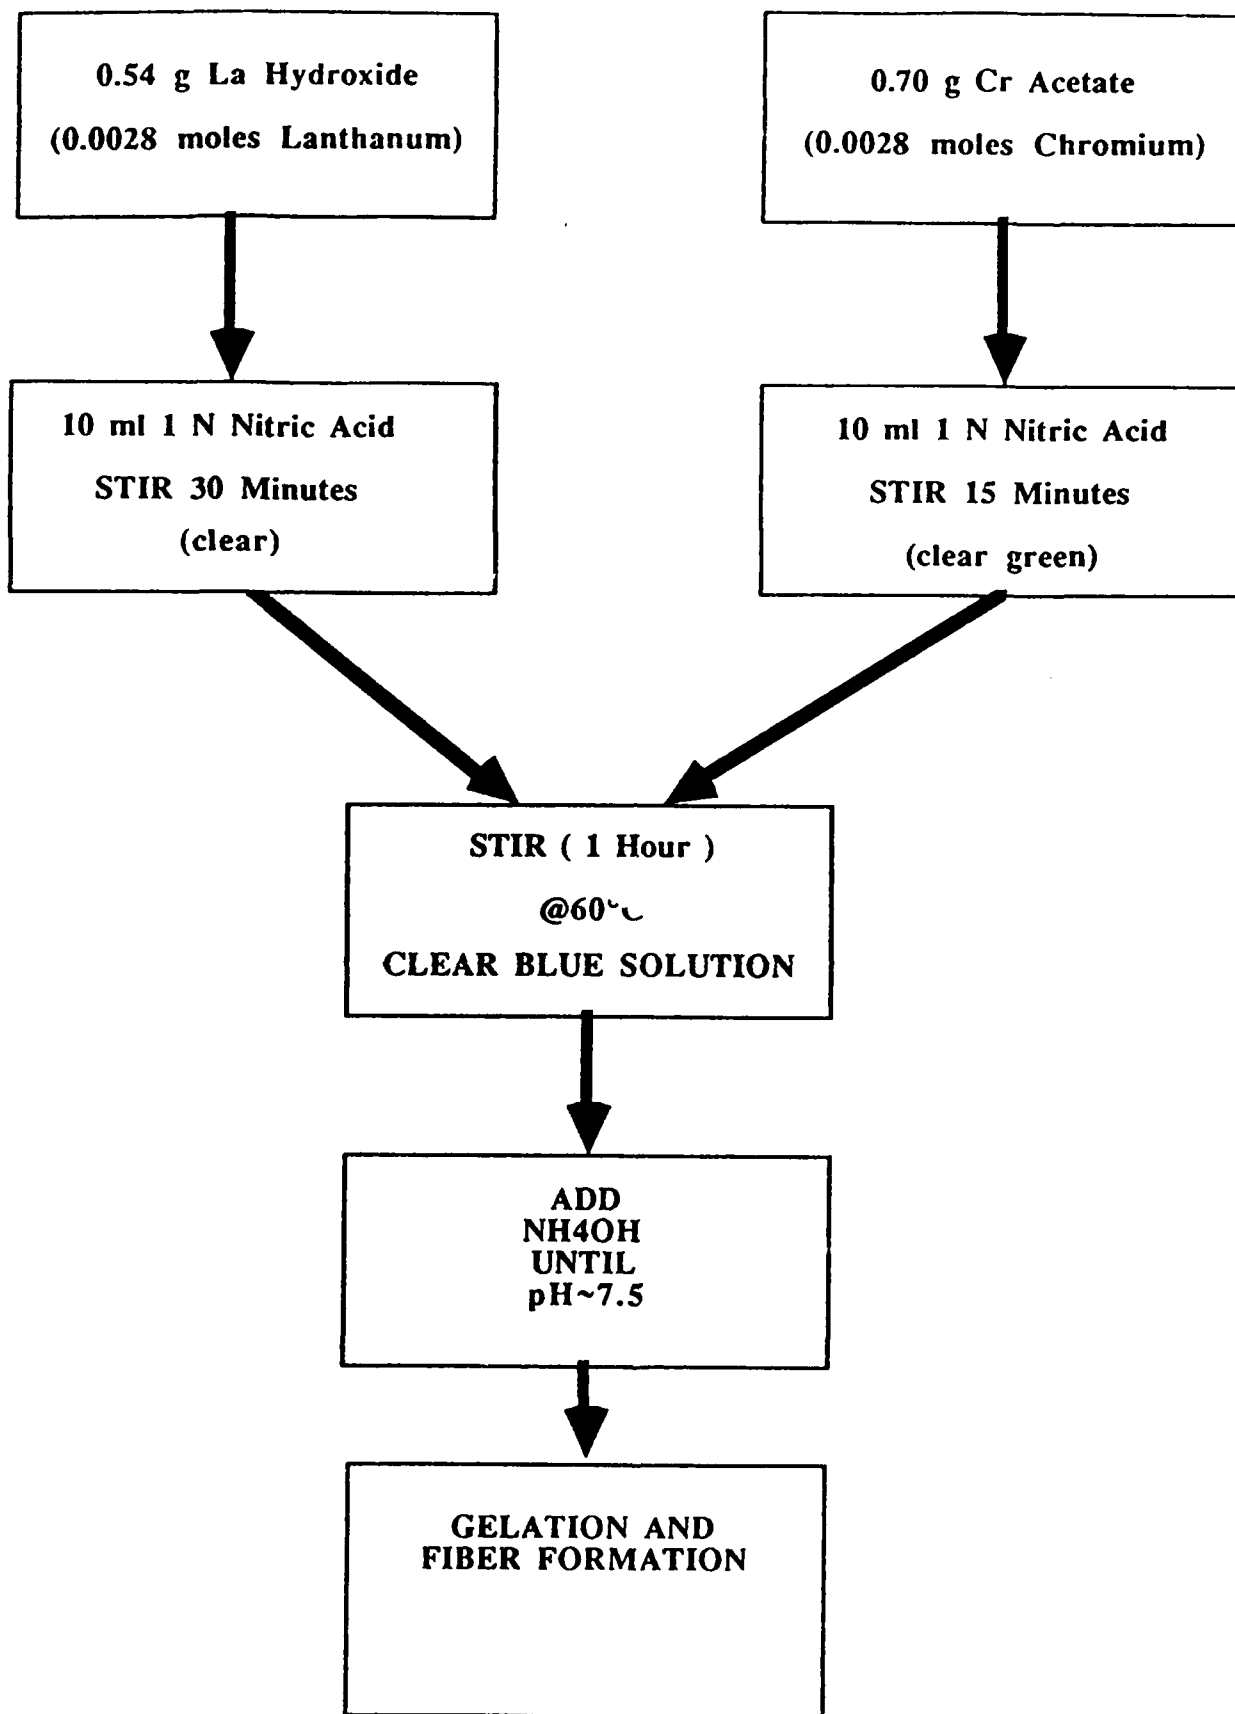 0.54 g La Hydroxide
(0.0028 moles Lanthanum)
0.70 g Cr Acetate
(0.0028 moles Chromium)
10 ml 1 N Nitric Acid
STIR 30 Minutes
(clear)
10 ml 1 N Nitric Acid
STIR 15 Minutes
(clear green)
STIR ( 1 Hour )
@60°C
CLEAR BLUE SOLUTION
ADD
NH4OH
UNTIL
pH~7.5
GELATION AND
FIBER FORMATION